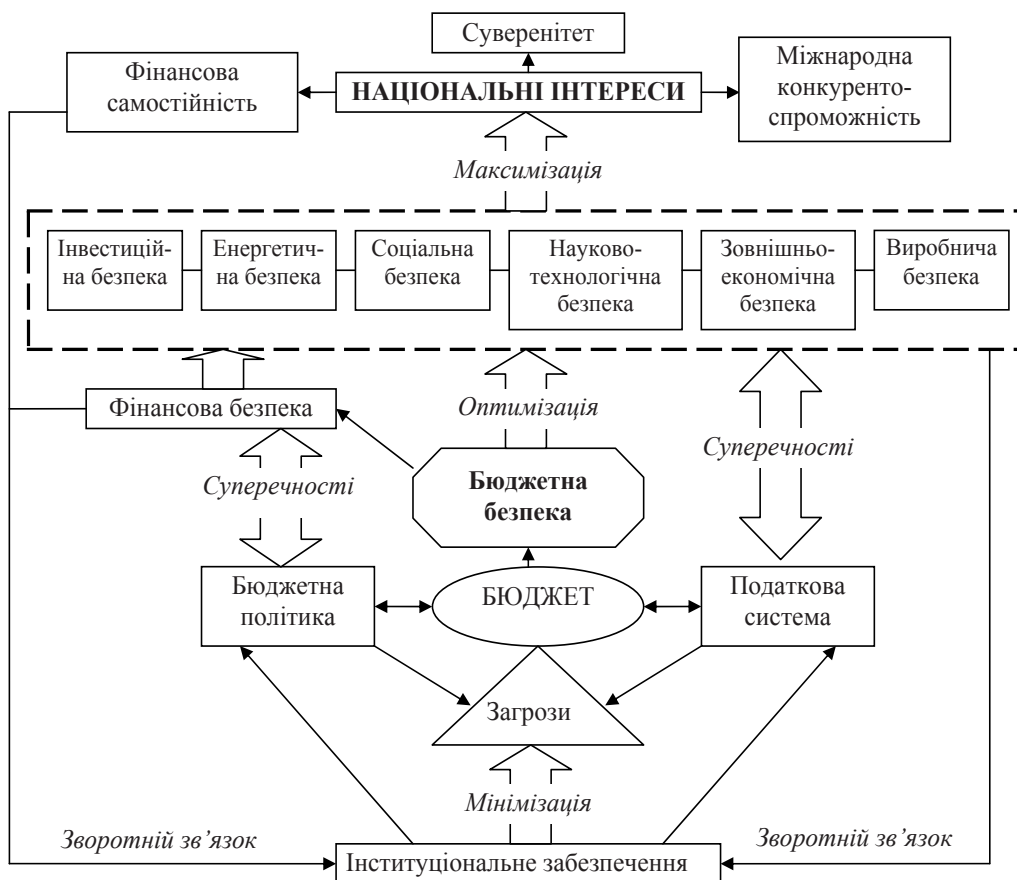 Суверенітет
Фінансова
самостійність
НАЦІОНАЛЬНІ ІНТЕРЕСИ
Міжнародна
конкуренто-
спроможність
Максимізація
Інвестицій-
на безпека
Енергетич-
на безпека
Соціальна
безпека
Науково-
технологічна
безпека
Зовнішньо-
економічна
безпека
Виробнича
безпека
Фінансова безпека
Оптимізація
Суперечності
Суперечності
Бюджетна
безпека
Бюджетна
політика
БЮДЖЕТ
Податкова
система
Загрози
Мінімізація
Зворотній зв’язок
Зворотній зв’язок
Інституціональне забезпечення